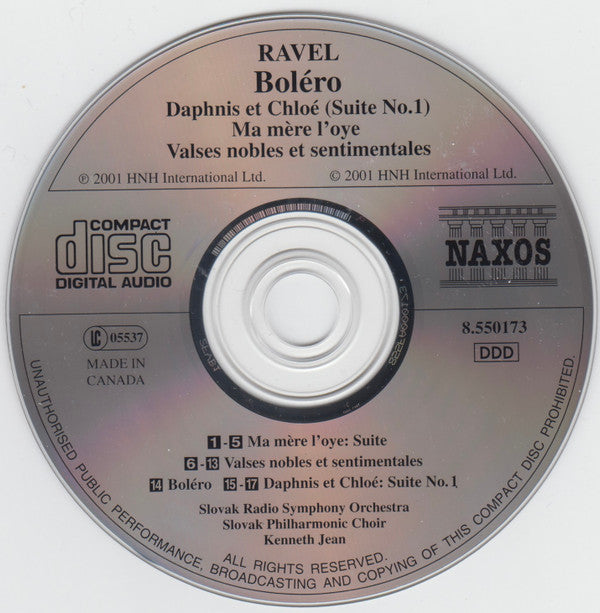 RAVEL
Boléro
Daphnis et Chloé (Suite No.1)
Ma mère l'oye
Valses nobles et sentimentales
℗ 2001 HNH International Ltd.
© 2001 HNH International Ltd.
COMPACT
disc
DIGITAL AUDIO
NAXOS
LC 05537
8.550173
DDD
MADE IN
CANADA
1 - 5 Ma mère l'oye: Suite
6 - 13 Valses nobles et sentimentales
14 Boléro 15 - 17 Daphnis et Chloé: Suite No. 1
Slovak Radio Symphony Orchestra
Slovak Philharmonic Choir
Kenneth Jean
ALL RIGHTS RESERVED.
UNAUTHORISED PUBLIC PERFORMANCE, BROADCASTING AND COPYING OF THIS COMPACT DISC PROHIBITED.